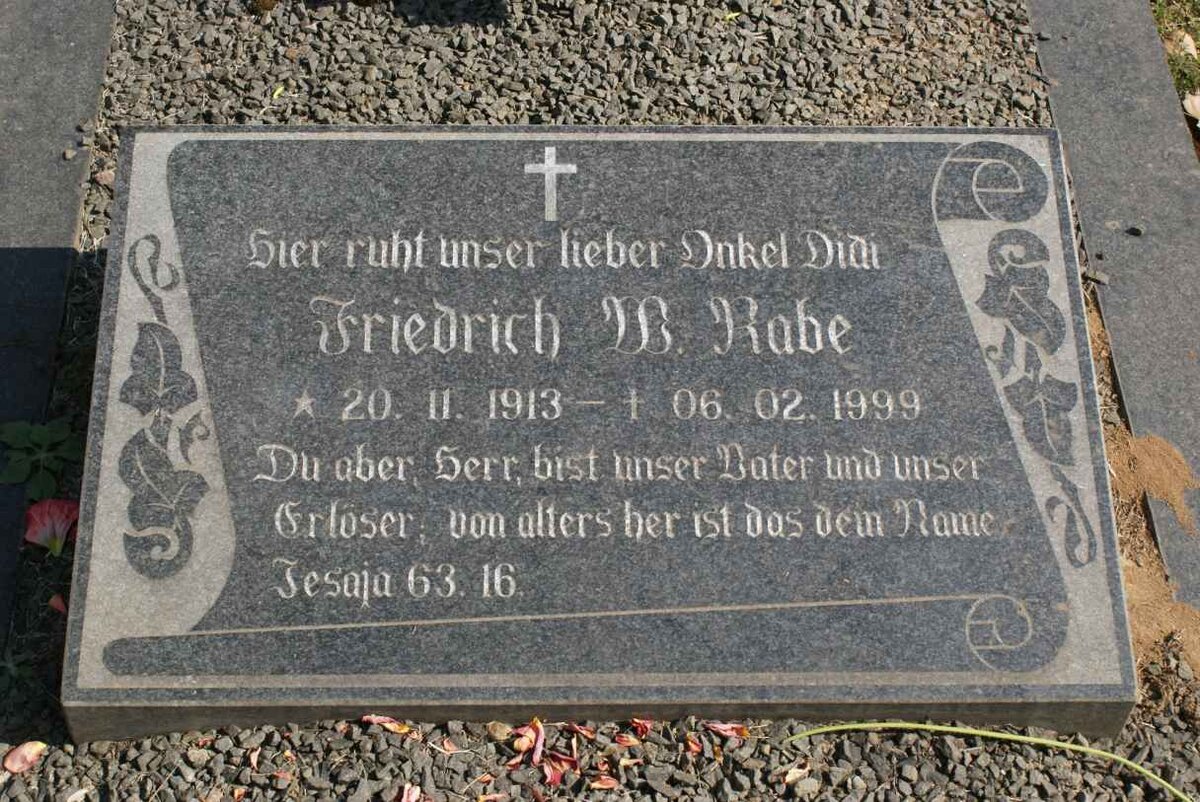 Hier ruht unser lieber Onkel Didi
Friedrich W. Rabe
★ 20. 11. 1913 – † 06. 02. 1999
Du aber, Herr, bist unser Vater und unser
Erlöser; von alters her ist das dein Name.
Jesaja 63. 16.